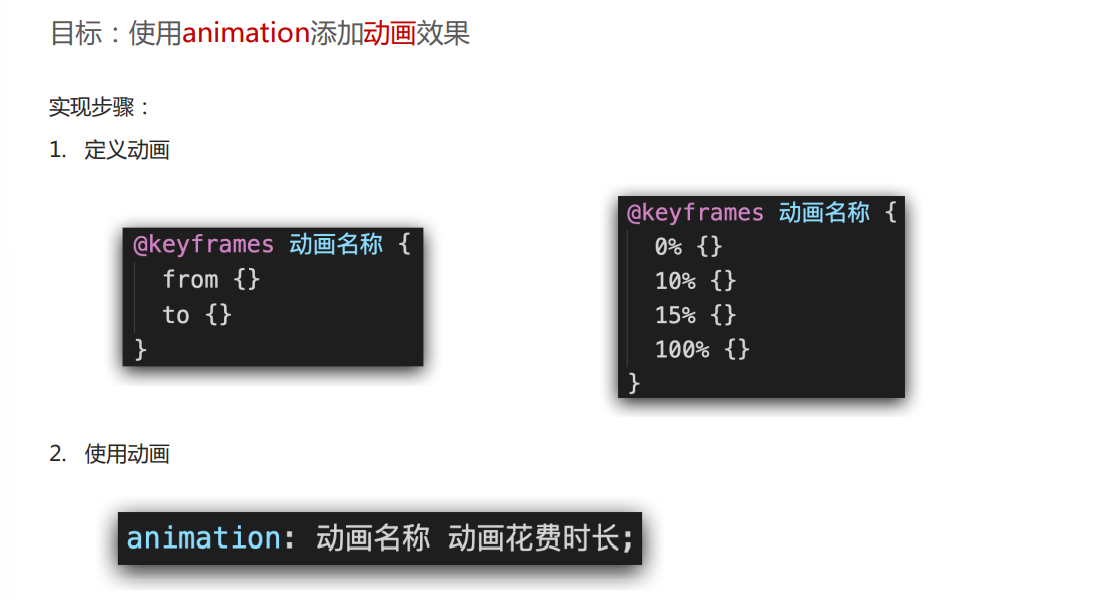 目标：使用animation添加动画效果
实现步骤：
1. 定义动画
@keyframes 动画名称 {
from {}
to {}
}
@keyframes 动画名称 {
0% {}
10% {}
15% {}
100% {}
}
2. 使用动画
animation: 动画名称 动画花费时长;